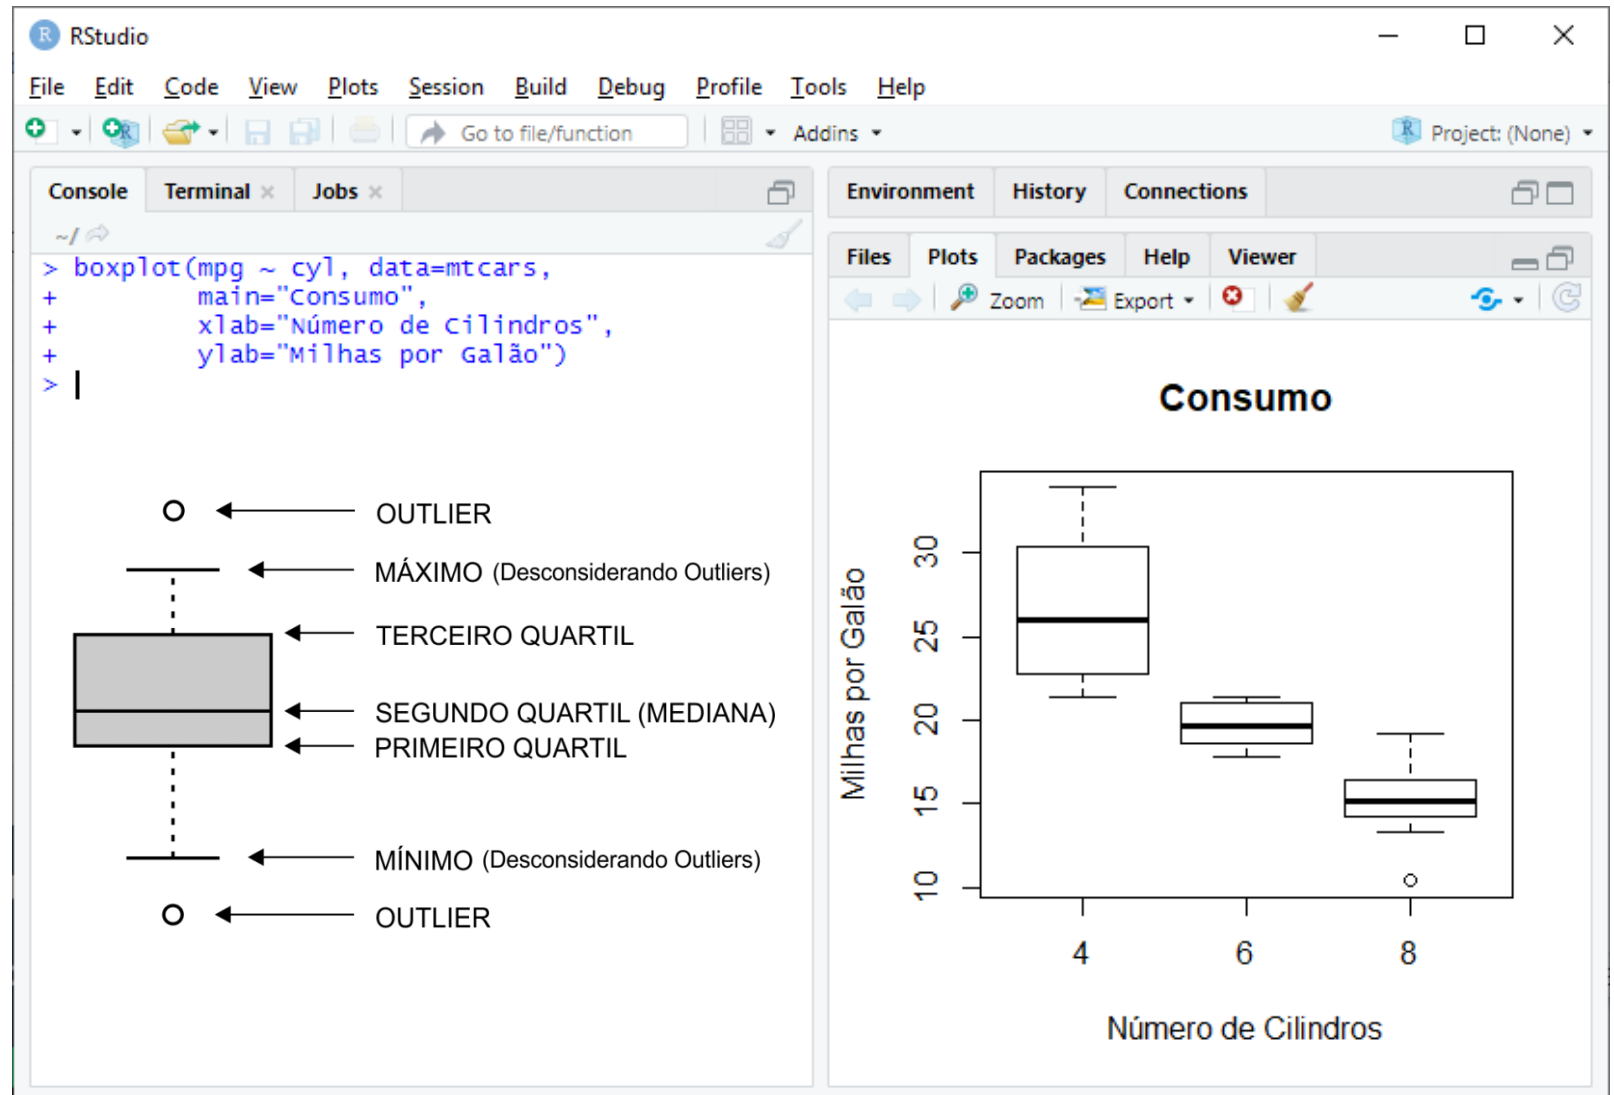 RStudio
File Edit Code View Plots Session Build Debug Profile Tools Help
Go to file/function Addins Project: (None)
Console Terminal Jobs
~/
> boxplot(mpg ~ cyl, data=mtcars,
+ main="Consumo",
+ xlab="Número de Cilindros",
+ ylab="Milhas por Galão")
>
OUTLIER
MÁXIMO (Desconsiderando Outliers)
TERCEIRO QUARTIL
SEGUNDO QUARTIL (MEDIANA)
PRIMEIRO QUARTIL
MÍNIMO (Desconsiderando Outliers)
OUTLIER
Environment History Connections
Files Plots Packages Help Viewer
Zoom Export
Consumo
Milhas por Galão
30
25
20
15
10
4 6 8
Número de Cilindros